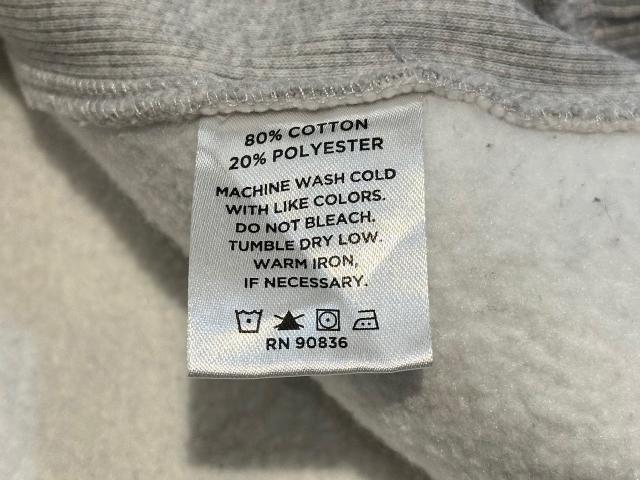 80% COTTON
20% POLYESTER
MACHINE WASH COLD
WITH LIKE COLORS.
DO NOT BLEACH.
TUMBLE DRY LOW.
WARM IRON,
IF NECESSARY.
RN 90836